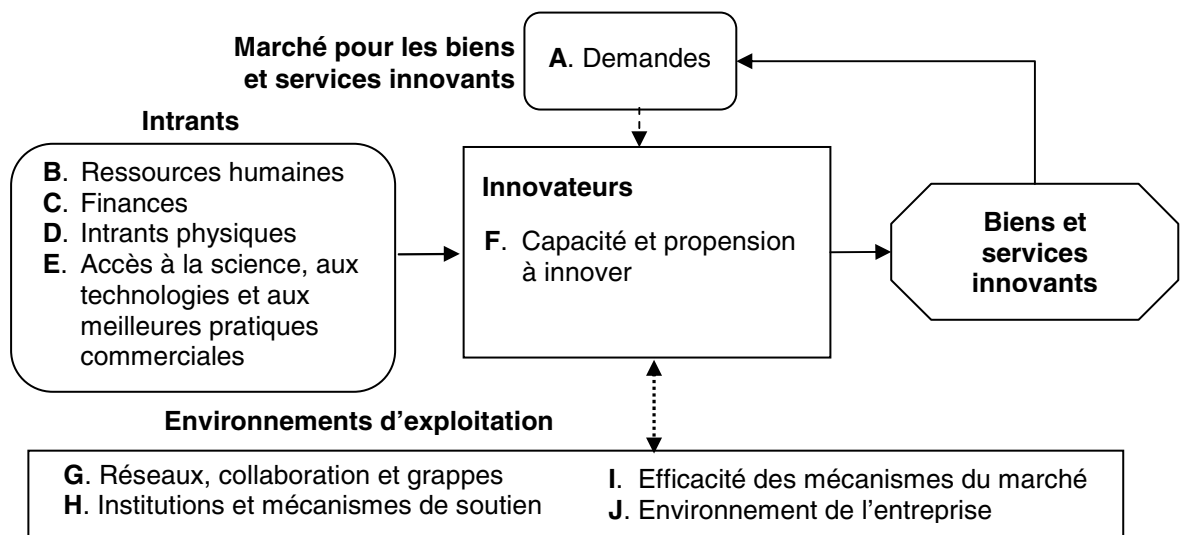 Marché pour les biens
et services innovants
A. Demandes
Intrants
B. Ressources humaines
C. Finances
D. Intrants physiques
E. Accès à la science, aux
technologies et aux
meilleures pratiques
commerciales
Innovateurs
F. Capacité et propension
à innover
Biens et
services
innovants
Environnements d’exploitation
G. Réseaux, collaboration et grappes
H. Institutions et mécanismes de soutien
I. Efficacité des mécanismes du marché
J. Environnement de l’entreprise